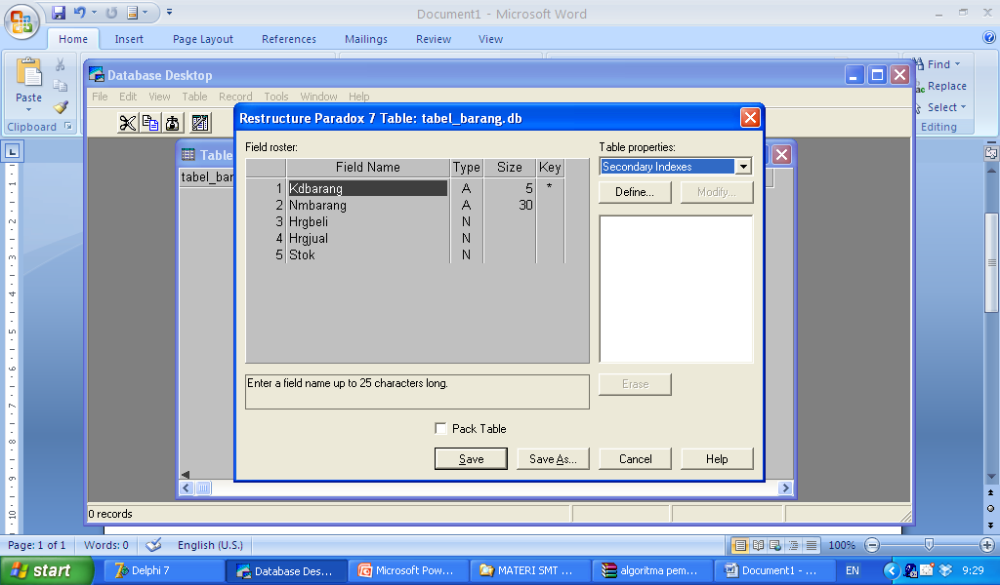 Document1 - Microsoft Word
Home Insert Page Layout References Mailings Review View
Paste
Clipboard
Find
Replace
Select
Editing
Database Desktop
File Edit View Table Record Tools Window Help
Table
tabel_bar
Restructure Paradox 7 Table: tabel_barang.db
Field roster:
Field Name Type Size Key
1 Kdbarang A 5 *
2 Nmbarang A 30
3 Hrgbeli N
4 Hrgjual N
5 Stok N
Enter a field name up to 25 characters long.
Pack Table
Table properties:
Secondary Indexes
Define... Modify...
Erase
Save Save As... Cancel Help
0 records
Page: 1 of 1 Words: 0 English (U.S.) 100%
start Delphi 7 Database Des... Microsoft Pow... MATERI SMT ... algoritma pem... Document1 - ... EN 9:29